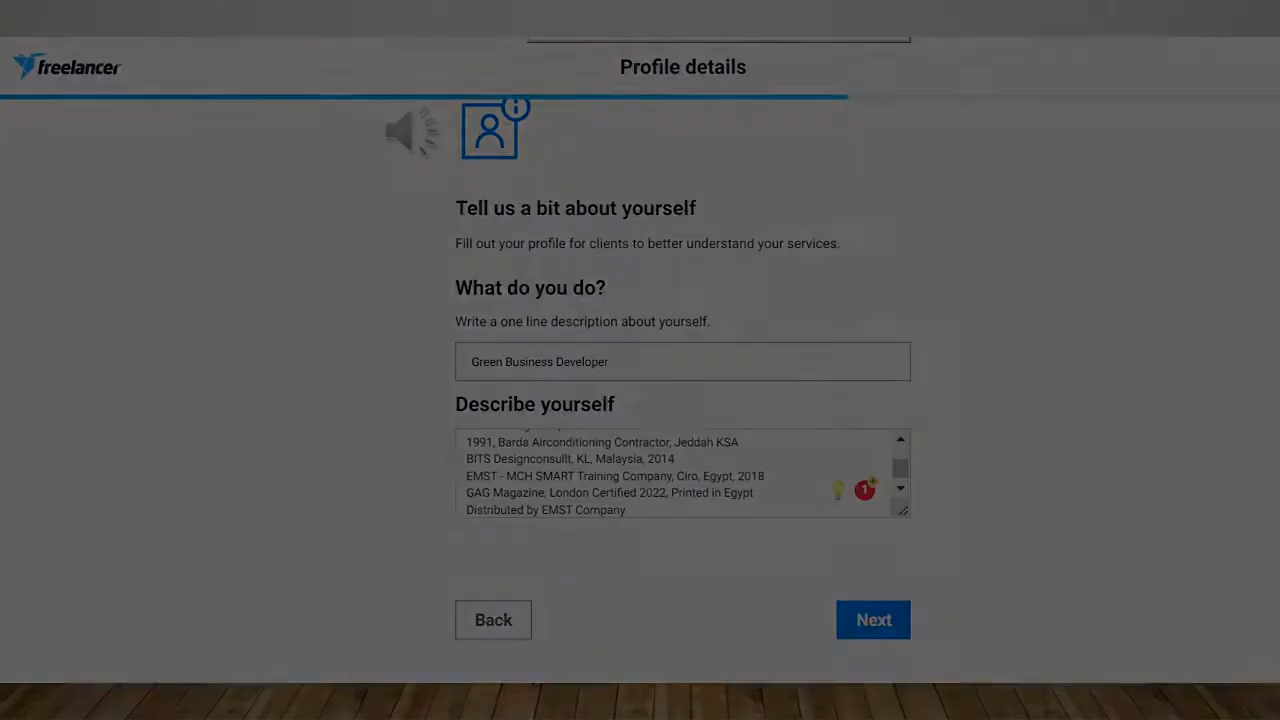 freelancer
Profile details
Tell us a bit about yourself
Fill out your profile for clients to better understand your services.
What do you do?
Write a one line description about yourself.
Green Business Developer
Describe yourself
1991, Barda Airconditioning Contractor, Jeddah KSA
BITS Designconsullt, KL, Malaysia, 2014
EMST - MCH SMART Training Company, Ciro, Egypt, 2018
GAG Magazine, London Certified 2022, Printed in Egypt
1
Distributed by EMST Company
Back
Next